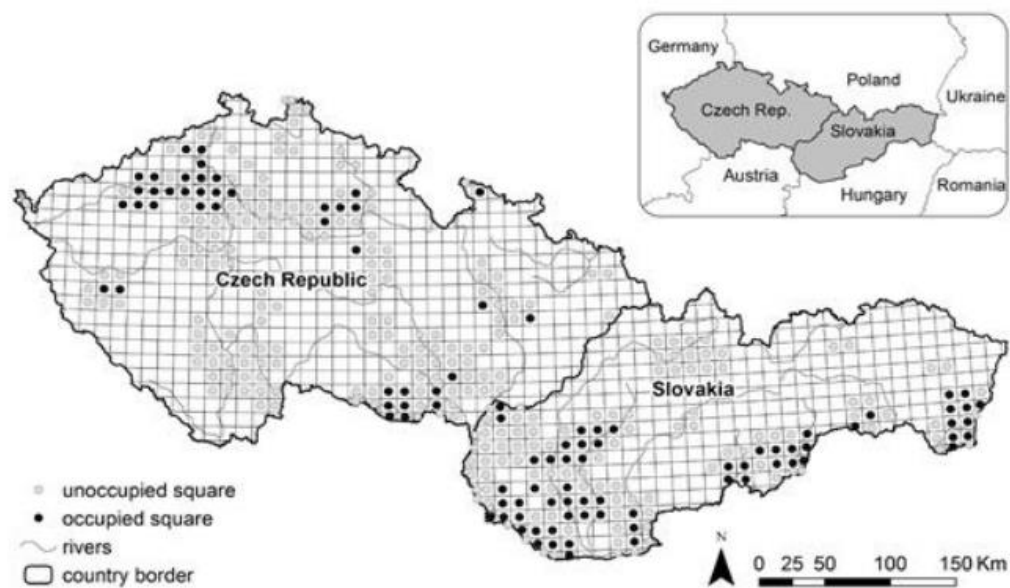 Germany
Poland
Ukraine
Czech Rep.
Slovakia
Austria
Hungary
Romania
Czech Republic
Slovakia
unoccupied square
occupied square
rivers
country border
N
0 25 50 100 150 Km